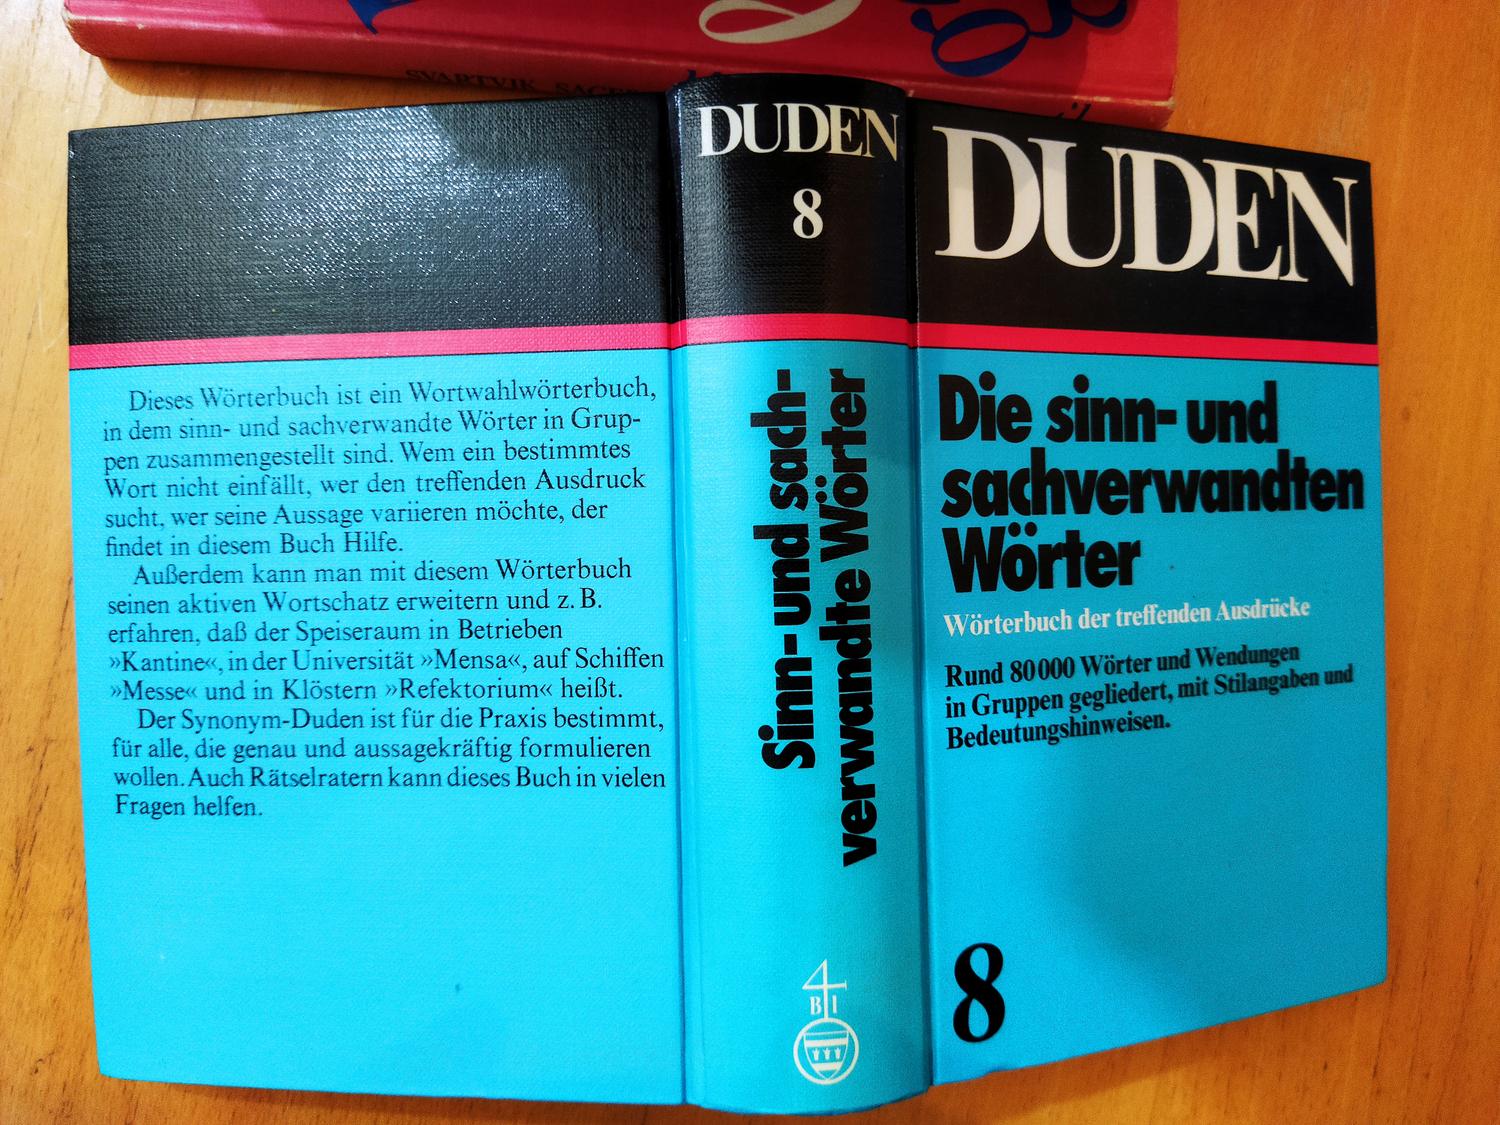 SVARTVIK SAGER
Dieses Wörterbuch ist ein Wortwahlwörterbuch,
in dem sinn- und sachverwandte Wörter in Grup-
pen zusammengestellt sind. Wem ein bestimmtes
Wort nicht einfällt, wer den treffenden Ausdruck
sucht, wer seine Aussage variieren möchte, der
findet in diesem Buch Hilfe.
Außerdem kann man mit diesem Wörterbuch
seinen aktiven Wortschatz erweitern und z. B.
erfahren, daß der Speiseraum in Betrieben
»Kantine«, in der Universität »Mensa«, auf Schiffen
»Messe« und in Klöstern »Refektorium« heißt.
Der Synonym-Duden ist für die Praxis bestimmt,
für alle, die genau und aussagekräftig formulieren
wollen. Auch Rätselratern kann dieses Buch in vielen
Fragen helfen.
DUDEN
8
Sinn- und sach-
verwandte Wörter
B I
DUDEN
Die sinn- und
sachverwandten
Wörter
Wörterbuch der treffenden Ausdrücke
Rund 80 000 Wörter und Wendungen
in Gruppen gegliedert, mit Stilangaben und
Bedeutungshinweisen.
8